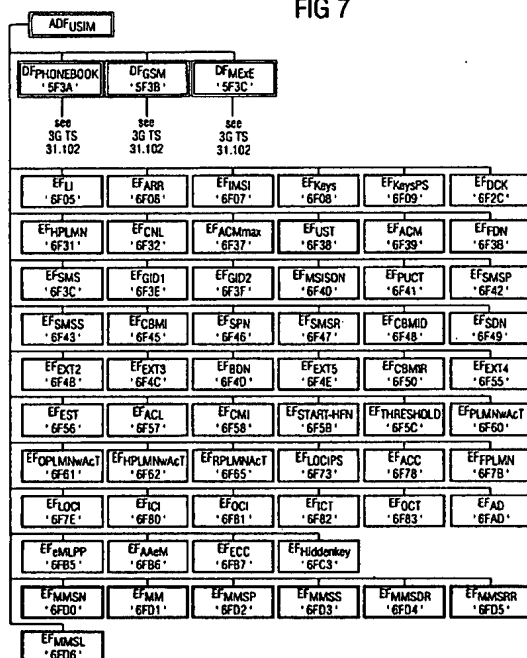 FIG 7
ADFUSIM
DFPHONEBOOK DFGSM DFMExE
'5F3A' '5F3B' '5F3C'
see see see
3G TS 3G TS 3G TS
31.102 31.102 31.102
EFLI EFARR EFIMSI EFKeys EFKeysPS EFDCK
'6F05' '6F06' '6F07' '6F08' '6F09' '6F2C'
EFHPLMN EFCNL EFACMmax EFUST EFACM EFFDN
'6F31' '6F32' '6F37' '6F38' '6F39' '6F3B'
EFSMS EFGID1 EFGID2 EFMSISDN EFPUCT EFSMSP
'6F3C' '6F3E' '6F3F' '6F40' '6F41' '6F42'
EFSMSS EFCBMI EFSPN EFSMSR EFCBMID EFSDN
'6F43' '6F45' '6F46' '6F47' '6F48' '6F49'
EFEXT2 EFEXT3 EFBDN EFEXT5 EFCBMIR EFEXT4
'6F4B' '6F4C' '6F4D' '6F4E' '6F50' '6F55'
EFEST EFACL EFCMI EFSTART-HFN EFTHRESHOLD EFPLMNwAcT
'6F56' '6F57' '6F58' '6F5B' '6F5C' '6F60'
EFOPLMNwAcT EFHPLMNwAcT EFRPLMNAcT EFLOCIPS EFACC EFFPLMN
'6F61' '6F62' '6F65' '6F73' '6F78' '6F7B'
EFLOCI EFICI EFOCI EFICT EFOCT EFAD
'6F7E' '6F80' '6F81' '6F82' '6F83' '6FAD'
EFeMLPP EFAAeM EFECC EFHiddenkey
'6FB5' '6FB6' '6FB7' '6FC3'
EFMMSN EFMM EFMMSP EFMMSS EFMMSDR EFMMSRR
'6FD0' '6FD1' '6FD2' '6FD3' '6FD4' '6FD5'
EFMMSL
'6FD6'